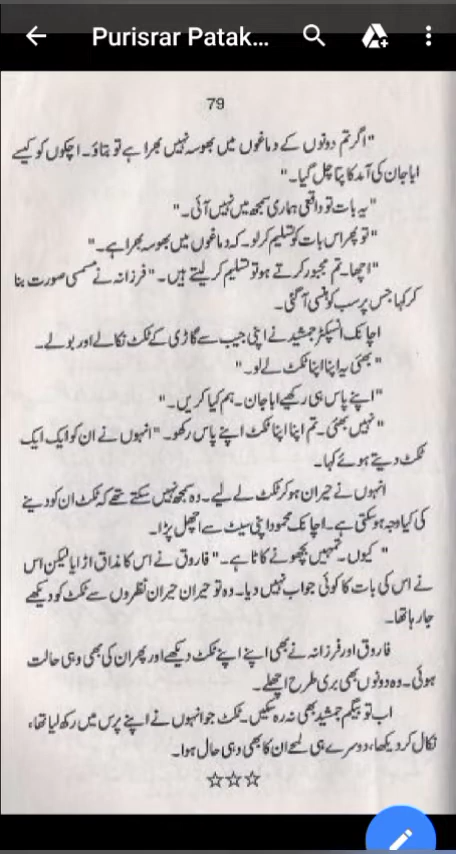 Purisrar Patak...
79
"اگر تم دونوں کے دماغوں میں بھوسہ نہیں بھرا ہے تو بتاؤ۔ اچکوں کو کیسے
ابا جان کی آمد کا پتا چل گیا۔"
"یہ بات تو واقعی ہماری سمجھ میں نہیں آئی۔"
"تو پھر اس بات کو تسلیم کر لو۔ کہ دماغوں میں بھوسہ بھرا ہے۔"
"اچھا۔ تم مجبور کرتے ہو تو تسلیم کر لیتے ہیں۔" فرزانہ نے مسمسی صورت بنا
کر کہا جس پر سب کو ہنسی آ گئی۔
اچانک انسپکٹر جمشید نے اپنی جیب سے گاڑی کے ٹکٹ نکالے اور بولے۔
"بھئی یہ اپنا اپنا ٹکٹ لے لو۔"
"اپنے پاس ہی رکھیے ابا جان۔ ہم کیا کریں۔"
"نہیں بھئی۔ تم اپنا اپنا ٹکٹ اپنے پاس رکھو۔" انہوں نے ان کو ایک ایک
ٹکٹ دیتے ہوئے کہا۔
انہوں نے حیران ہو کر ٹکٹ لے لیے۔ وہ سمجھ نہیں سکتے تھے کہ ٹکٹ ان کو دینے
کی کیا وجہ ہو سکتی ہے۔ اچانک محمود اپنی سیٹ سے اچھل پڑا۔
"کیوں۔ تمہیں بچھو نے کاٹا ہے۔" فاروق نے اس کا مذاق اڑایا لیکن اس
نے اس کی بات کا کوئی جواب نہیں دیا۔ وہ تو حیران حیران نظروں سے ٹکٹ کو دیکھے
جا رہا تھا۔
فاروق اور فرزانہ نے بھی اپنے اپنے ٹکٹ دیکھے اور پھر ان کی بھی وہی حالت
ہوئی۔ وہ دونوں بھی بری طرح اچھلے۔
اب تو بیگم جمشید بھی نہ رہ سکیں۔ ٹکٹ جو انہوں نے اپنے پرس میں رکھ لیا تھا،
نکال کر دیکھا، دوسرے ہی لمحے ان کا بھی وہی حال ہوا۔
☆☆☆